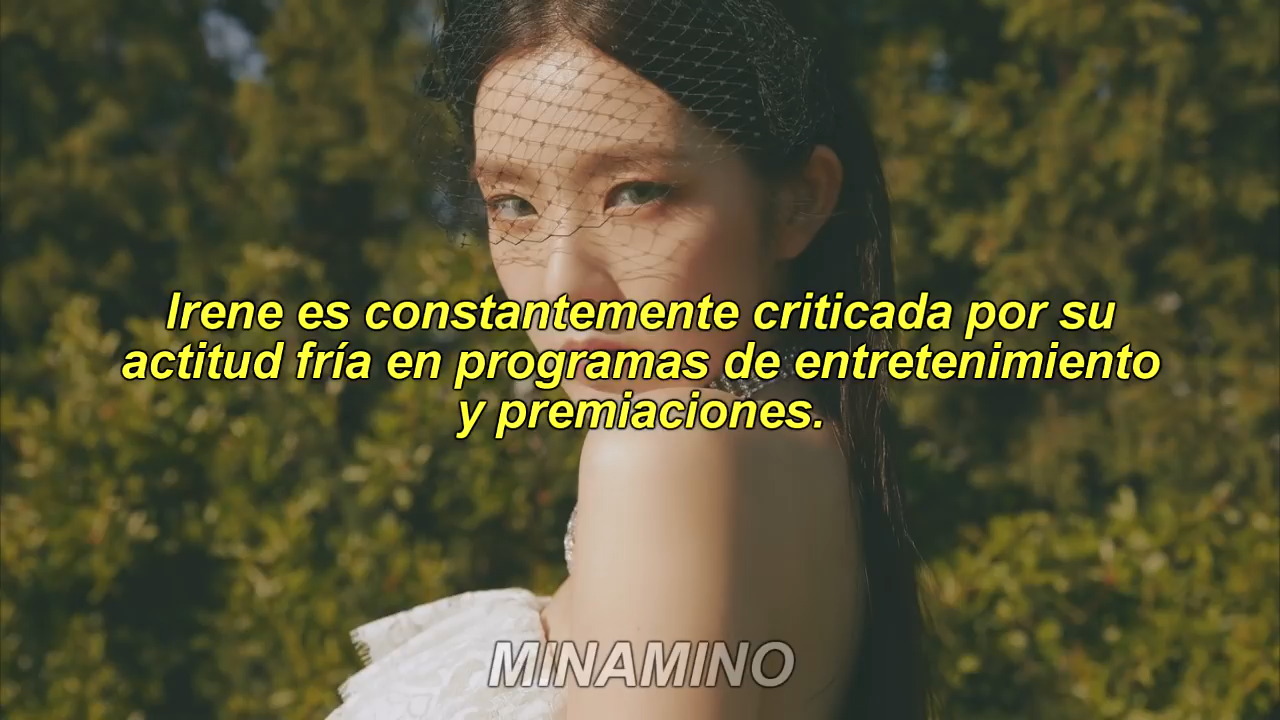 Irene es constantemente criticada por su
actitud fría en programas de entretenimiento
y premiaciones.
MINAMINO